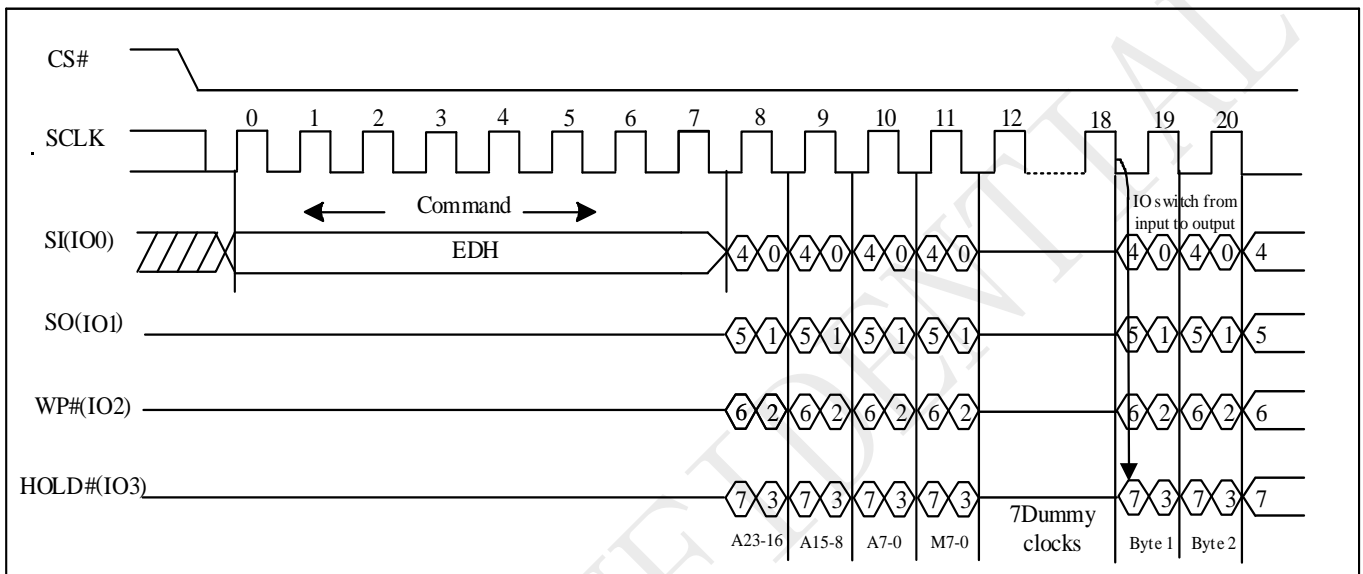 CS#
0 1 2 3 4 5 6 7 8 9 10 11 12 18 19 20
SCLK
Command
IO switch from
input to output
SI(IO0) EDH 4 0 4 0 4 0 4 0 4 0 4 0 4
SO(IO1) 5 1 5 1 5 1 5 1 5 1 5 1 5
WP#(IO2) 6 2 6 2 6 2 6 2 6 2 6 2 6
HOLD#(IO3) 7 3 7 3 7 3 7 3 7 3 7 3 7
7Dummy
clocks
A23-16 A15-8 A7-0 M7-0 Byte 1 Byte 2